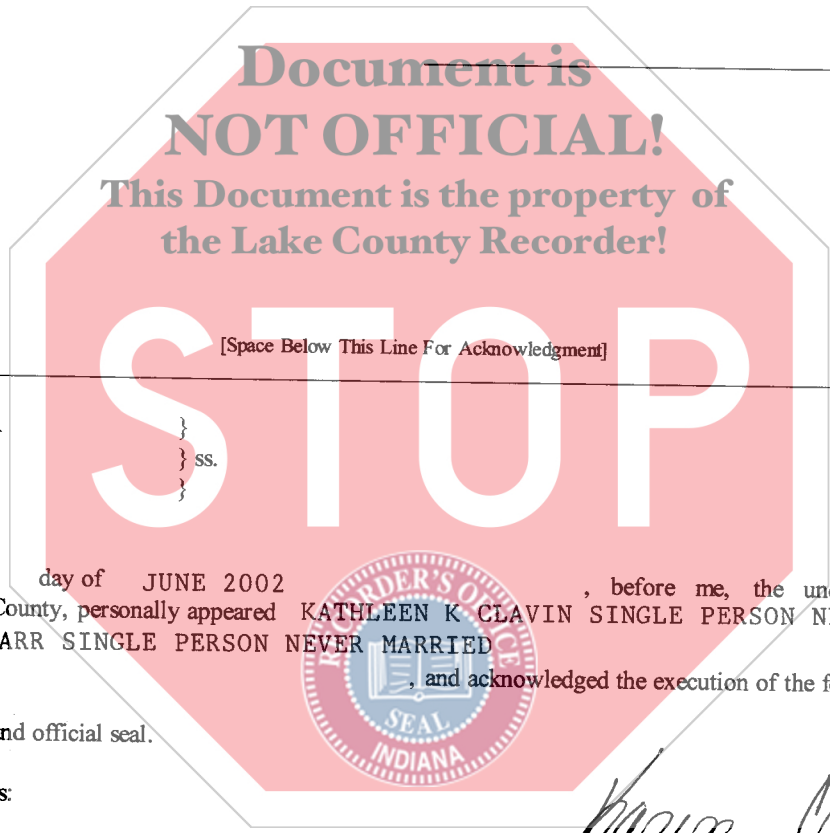 Document is
NOT OFFICIAL!
This Document is the property of
the Lake County Recorder!
STOP
[Space Below This Line For Acknowledgment]
}
} ss.
}
day of JUNE 2002 , before me, the
County, personally appeared KATHLEEN K CLAVIN SINGLE PERSON
ARR SINGLE PERSON NEVER MARRIED
, and acknowledged the execution of the
nd official seal.
s:
RECORDER'S OFFICE
SEAL
INDIANA